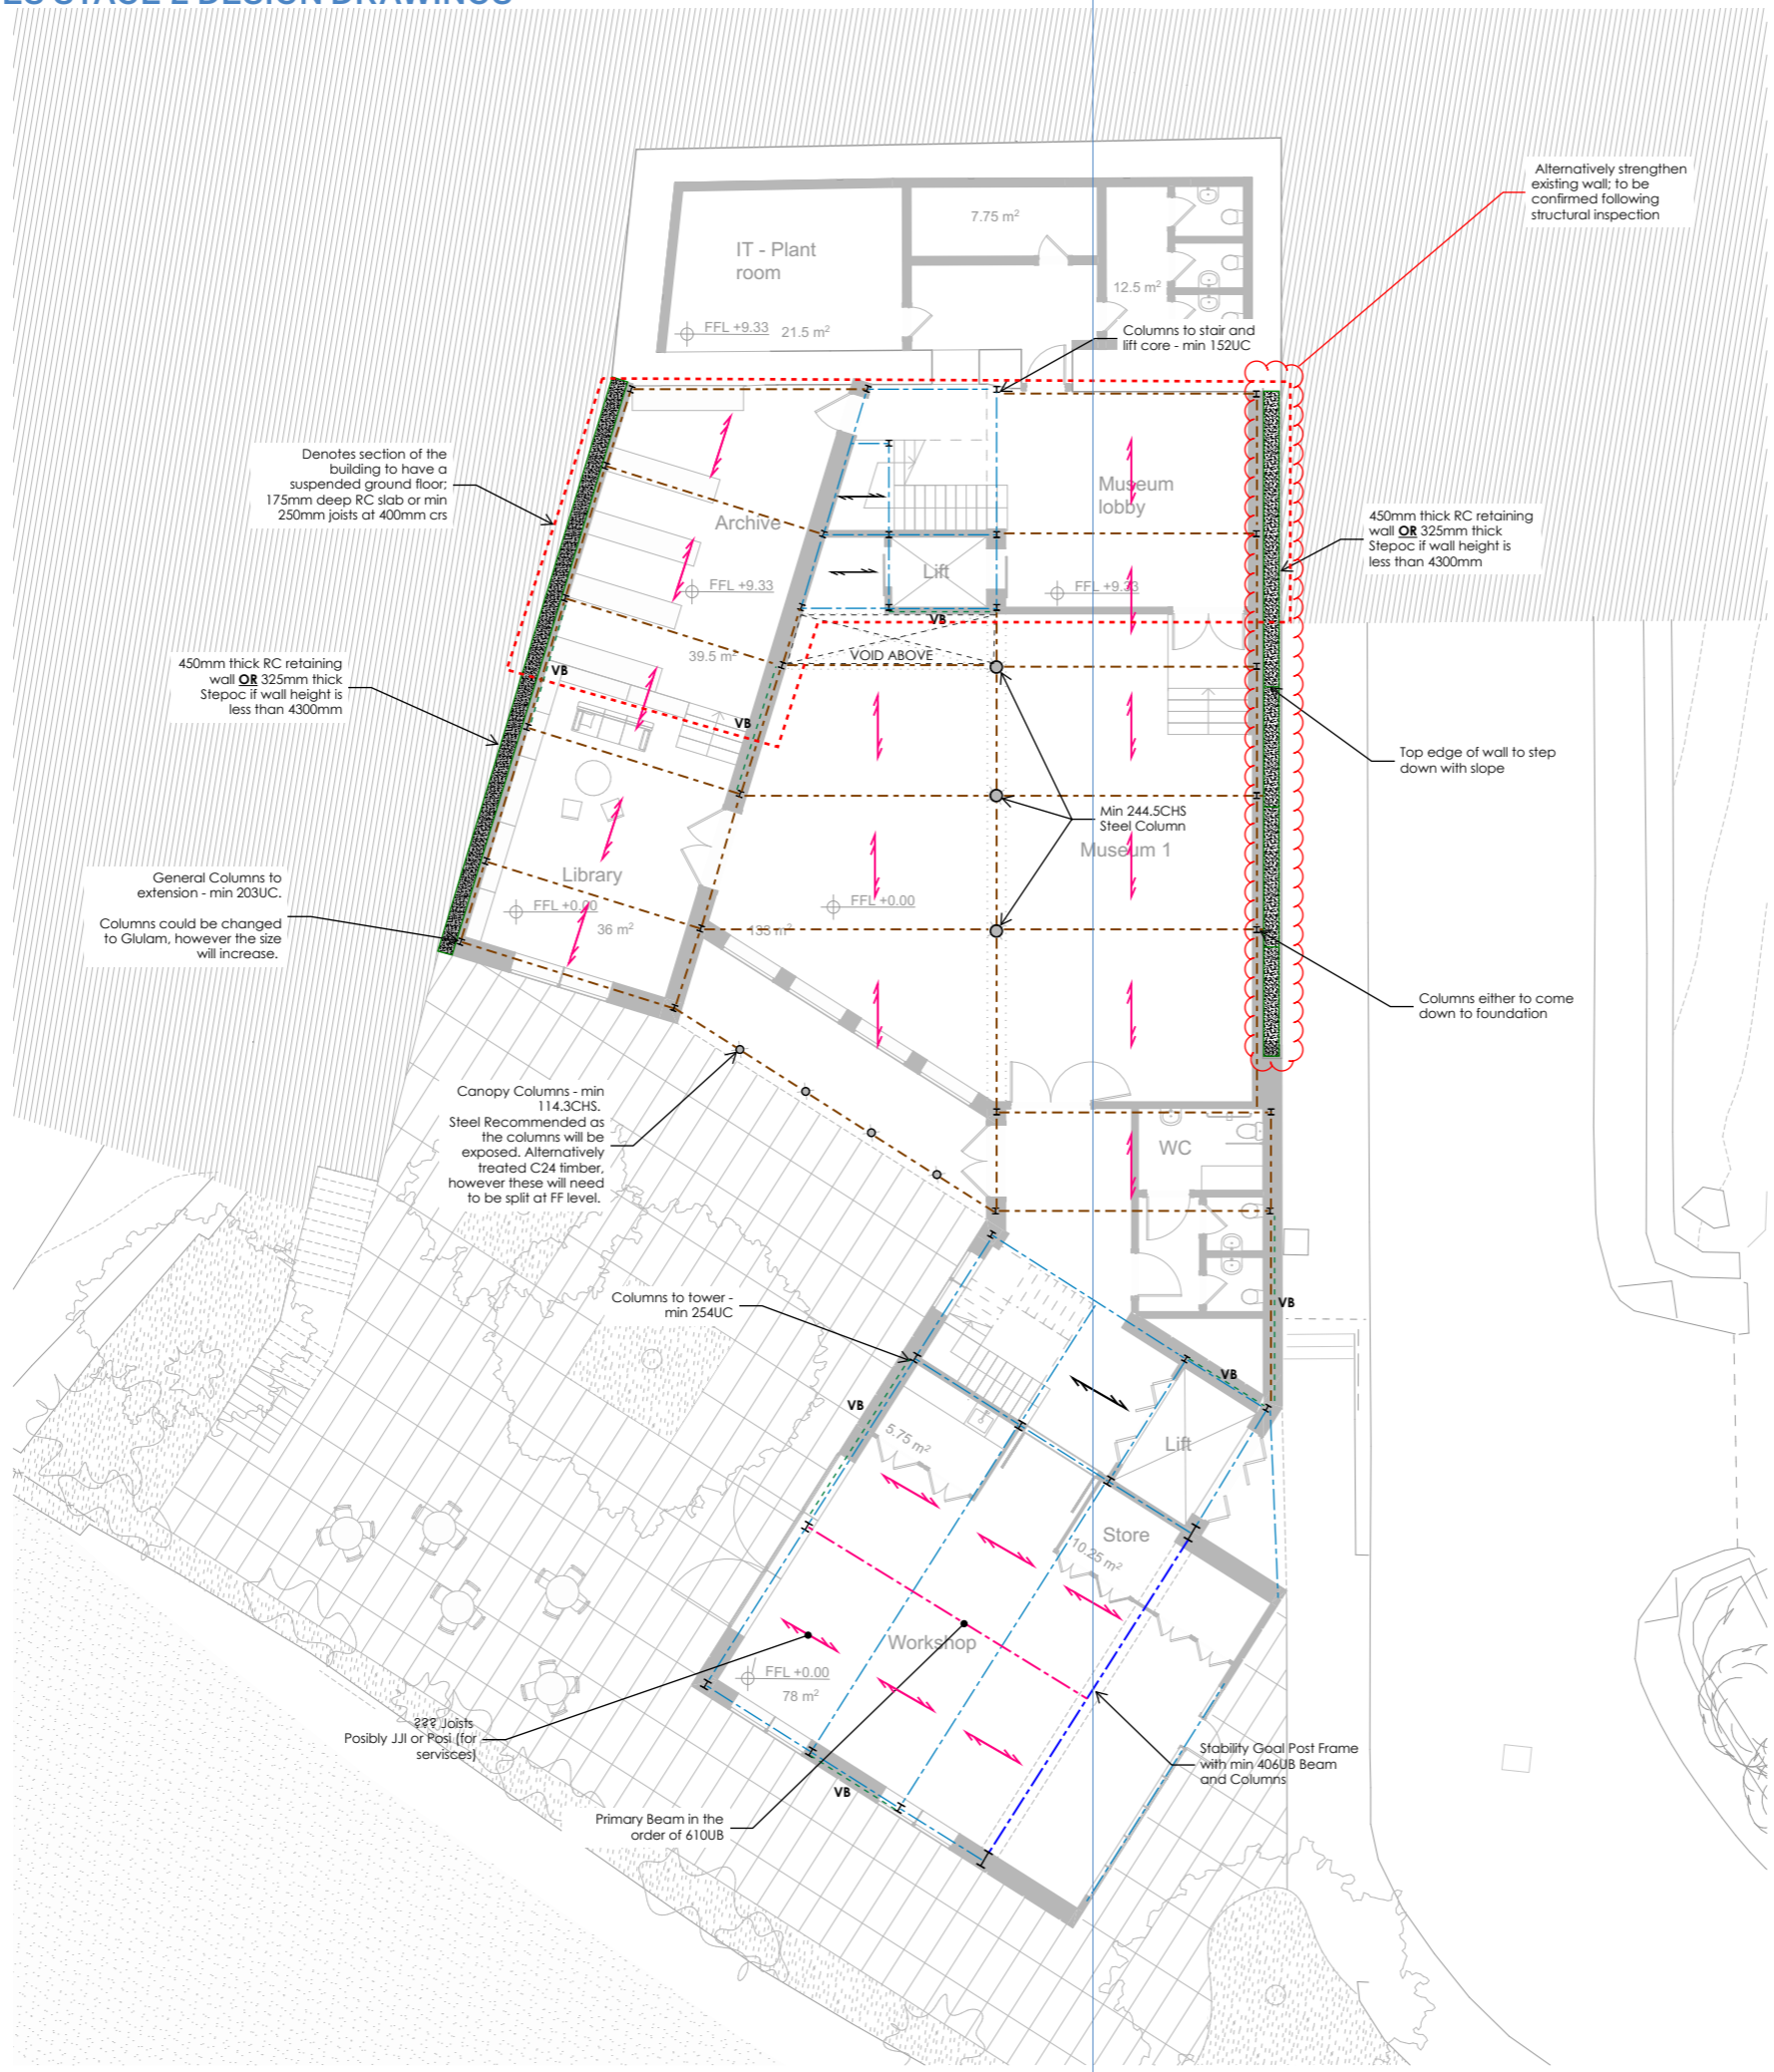 Alternatively strengthen
existing wall; to be
confirmed following
structural inspection
7.75 m²
IT - Plant
room
12.5 m²
FFL +9.33 21.5 m²
Columns to stair and
lift core - min 152UC
Denotes section of the
building to have a
suspended ground floor;
175mm deep RC slab or min
250mm joists at 400mm crs
Museum
lobby
Archive
450mm thick RC retaining
wall OR 325mm thick
Stepoc if wall height is
less than 4300mm
Lift
FFL +9.33
FFL +9.33
VB
VOID ABOVE
39.5 m²
450mm thick RC retaining
wall OR 325mm thick
Stepoc if wall height is
less than 4300mm
VB
VB
Top edge of wall to step
down with slope
Min 244.5CHS
Steel Column
Museum 1
General Columns to
extension - min 203UC.
Columns could be changed
to Glulam, however the size
will increase.
Library
FFL +0.00
36 m²
FFL +0.00
133 m²
Columns either to come
down to foundation
Canopy Columns - min
114.3CHS.
Steel Recommended as
the columns will be
exposed. Alternatively
treated C24 timber,
however these will need
to be split at FF level.
WC
Columns to tower -
min 254UC
VB
VB
VB
5.75 m²
Lift
Store
10.25 m²
Workshop
FFL +0.00
78 m²
??? Joists
Posibly JJI or Posi (for
servisces)
Stability Goal Post Frame
with min 406UB Beam
and Columns
VB
Primary Beam in the
order of 610UB